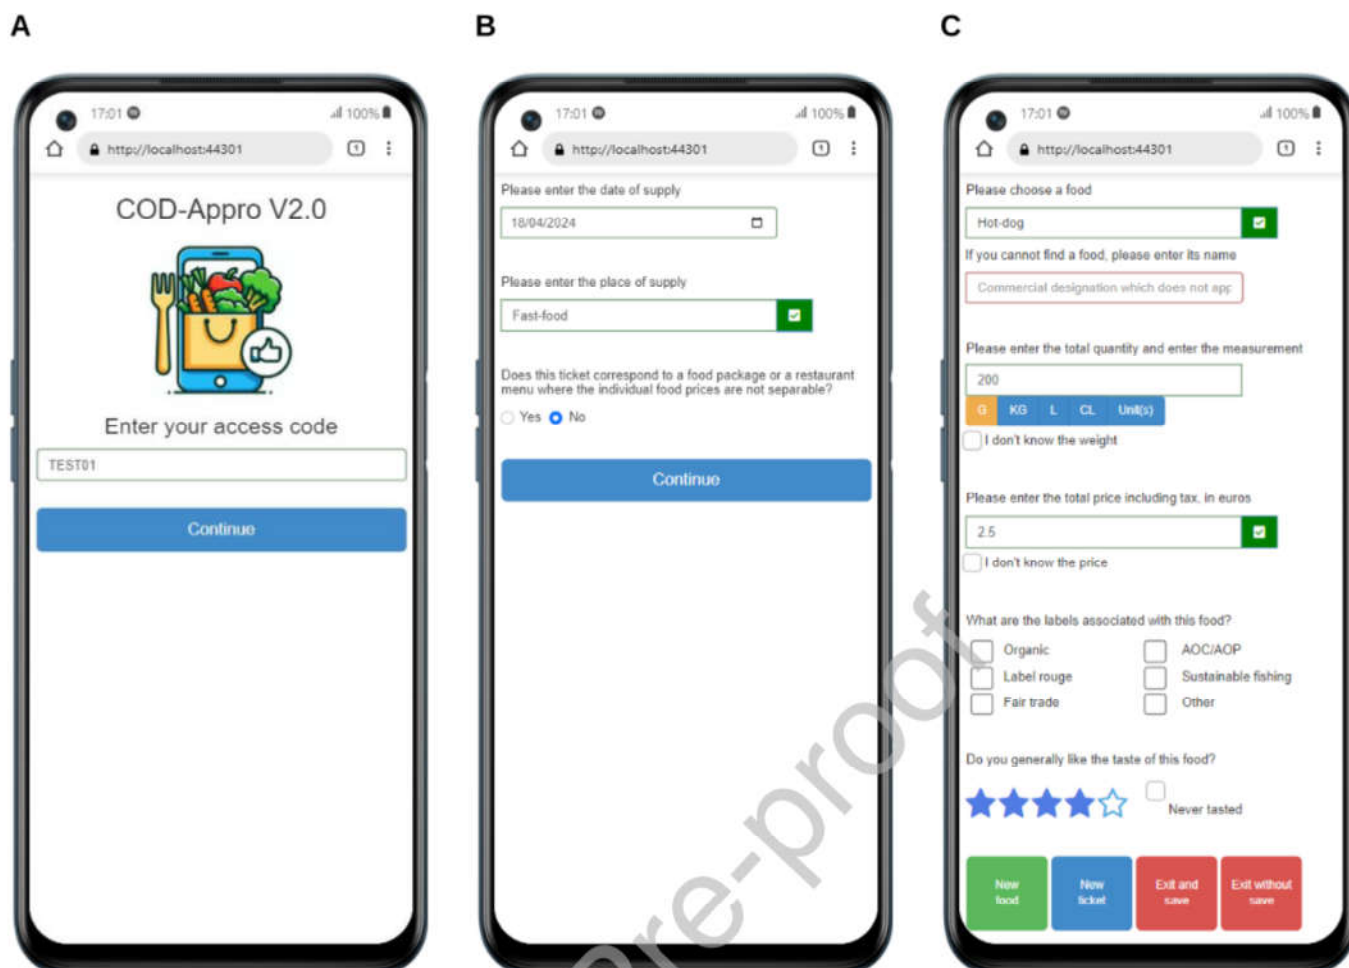 A
B
C
17:01
100%
http://localhost:44301
1
COD-Appro V2.0
Enter your access code
TEST01
Continue
17:01
100%
http://localhost:44301
1
Please enter the date of supply
18/04/2024
Please enter the place of supply
Fast-food
Does this ticket correspond to a food package or a restaurant
menu where the individual food prices are not separable?
Yes
No
Continue
17:01
100%
http://localhost:44301
1
Please choose a food
Hot-dog
If you cannot find a food, please enter its name
Commercial designation which does not app
Please enter the total quantity and enter the measurement
200
G KG L CL Unit(s)
I don't know the weight
Please enter the total price including tax, in euros
2.5
I don't know the price
What are the labels associated with this food?
Organic
AOC/AOP
Label rouge
Sustainable fishing
Fair trade
Other
Do you generally like the taste of this food?
Never tasted
New
food
New
ticket
Exit and
save
Exit without
save
Pre-proof